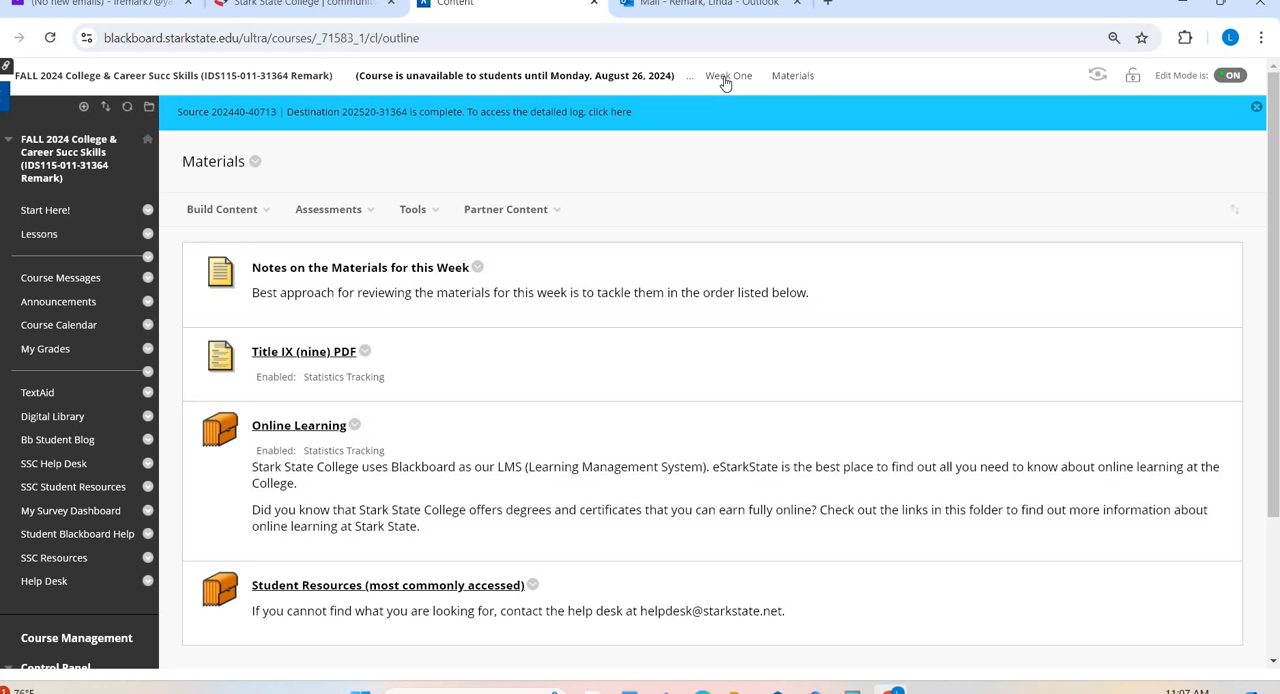 (No new emails) - lremark7@ya
Stark State College | communit
Content
Mail - Remark, Linda - Outlook
blackboard.starkstate.edu/ultra/courses/_71583_1/cl/outline
L
FALL 2024 College & Career Succ Skills (IDS115-011-31364 Remark) (Course is unavailable to students until Monday, August 26, 2024) ... Week One Materials Edit Mode is: ON
Source 202440-40713 | Destination 202520-31364 is complete. To access the detailed log, click here
FALL 2024 College &
Career Succ Skills
(IDS115-011-31364
Remark)
Start Here!
Lessons
Course Messages
Announcements
Course Calendar
My Grades
TextAid
Digital Library
Bb Student Blog
SSC Help Desk
SSC Student Resources
My Survey Dashboard
Student Blackboard Help
SSC Resources
Help Desk
Course Management
Control Panel
Materials
Build Content Assessments Tools Partner Content
Notes on the Materials for this Week
Best approach for reviewing the materials for this week is to tackle them in the order listed below.
Title IX (nine) PDF
Enabled: Statistics Tracking
Online Learning
Enabled: Statistics Tracking
Stark State College uses Blackboard as our LMS (Learning Management System). eStarkState is the best place to find out all you need to know about online learning at the
College.
Did you know that Stark State College offers degrees and certificates that you can earn fully online? Check out the links in this folder to find out more information about
online learning at Stark State.
Student Resources (most commonly accessed)
If you cannot find what you are looking for, contact the help desk at helpdesk@starkstate.net.
1 76°F
11:07 AM